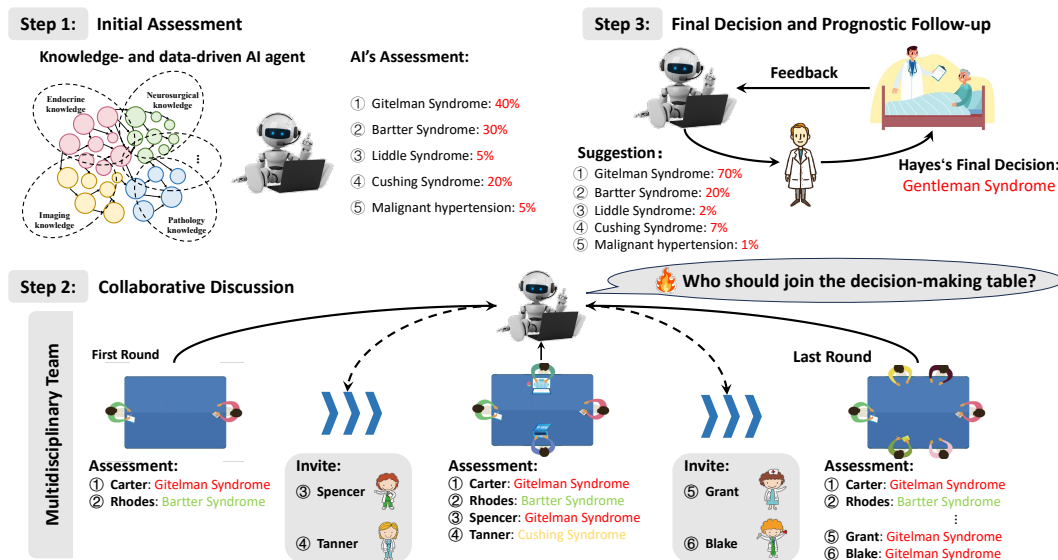 Step 1: Initial Assessment
Knowledge- and data-driven AI agent
Endocrine
knowledge
Neurosurgical
knowledge
...
Imaging
knowledge
Pathology
knowledge
AI's Assessment:
① Gitelman Syndrome: 40%
② Bartter Syndrome: 30%
③ Liddle Syndrome: 5%
④ Cushing Syndrome: 20%
⑤ Malignant hypertension: 5%
Step 3: Final Decision and Prognostic Follow-up
Feedback
Suggestion:
① Gitelman Syndrome: 70%
② Bartter Syndrome: 20%
③ Liddle Syndrome: 2%
④ Cushing Syndrome: 7%
⑤ Malignant hypertension: 1%
Hayes's Final Decision:
Gentleman Syndrome
Step 2: Collaborative Discussion
Who should join the decision-making table?
Multidisciplinary Team
First Round
Assessment:
① Carter: Gitelman Syndrome
② Rhodes: Bartter Syndrome
Invite:
③ Spencer
④ Tanner
Assessment:
① Carter: Gitelman Syndrome
② Rhodes: Bartter Syndrome
③ Spencer: Gitelman Syndrome
④ Tanner: Cushing Syndrome
Invite:
⑤ Grant
⑥ Blake
Last Round
Assessment:
① Carter: Gitelman Syndrome
② Rhodes: Bartter Syndrome
⋮
⑤ Grant: Gitelman Syndrome
⑥ Blake: Gitelman Syndrome